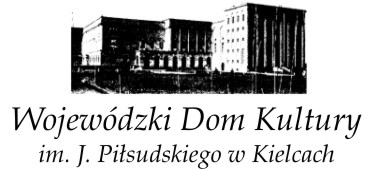 Wojewódzki Dom Kultury
im. J. Piłsudskiego w Kielcach